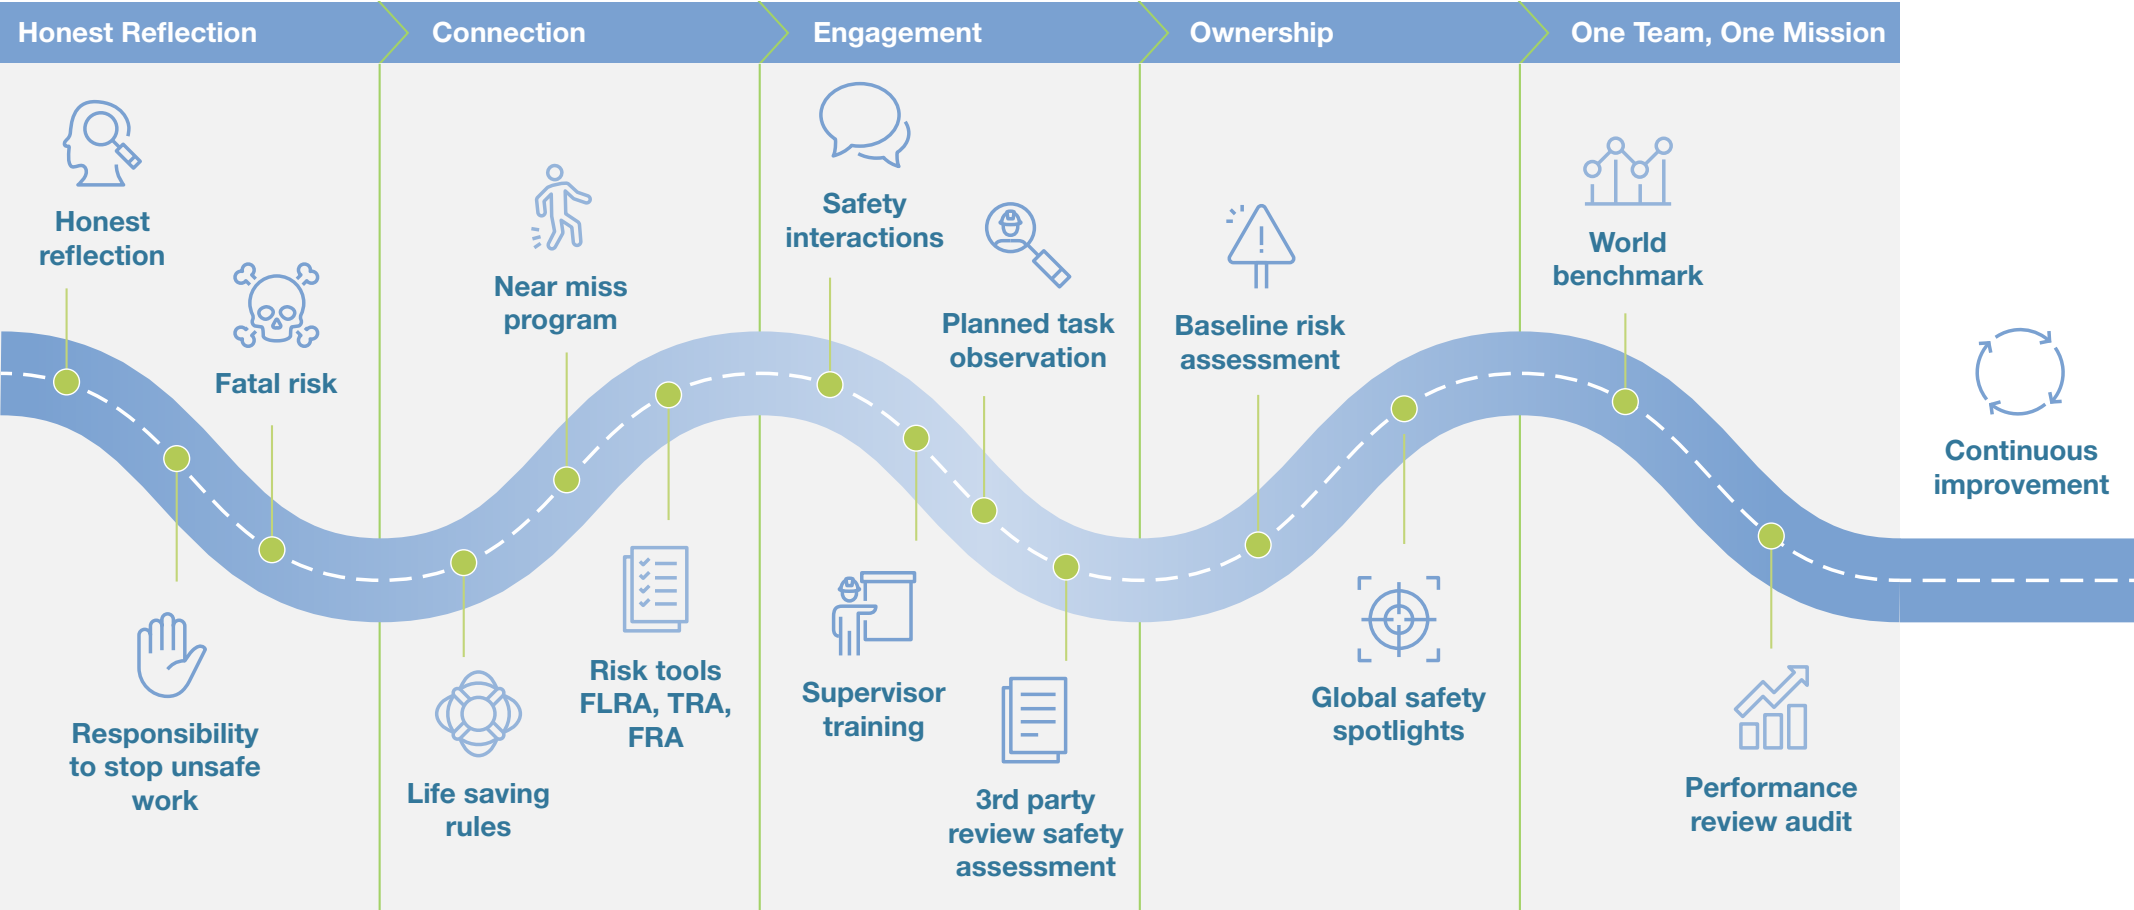 Honest Reflection
Connection
Engagement
Ownership
One Team, One Mission
Honest
reflection
Responsibility
to stop unsafe
work
Fatal risk
Life saving
rules
Near miss
program
Risk tools
FLRA, TRA,
FRA
Safety
interactions
Supervisor
training
Planned task
observation
3rd party
review safety
assessment
Baseline risk
assessment
Global safety
spotlights
World
benchmark
Performance
review audit
Continuous
improvement